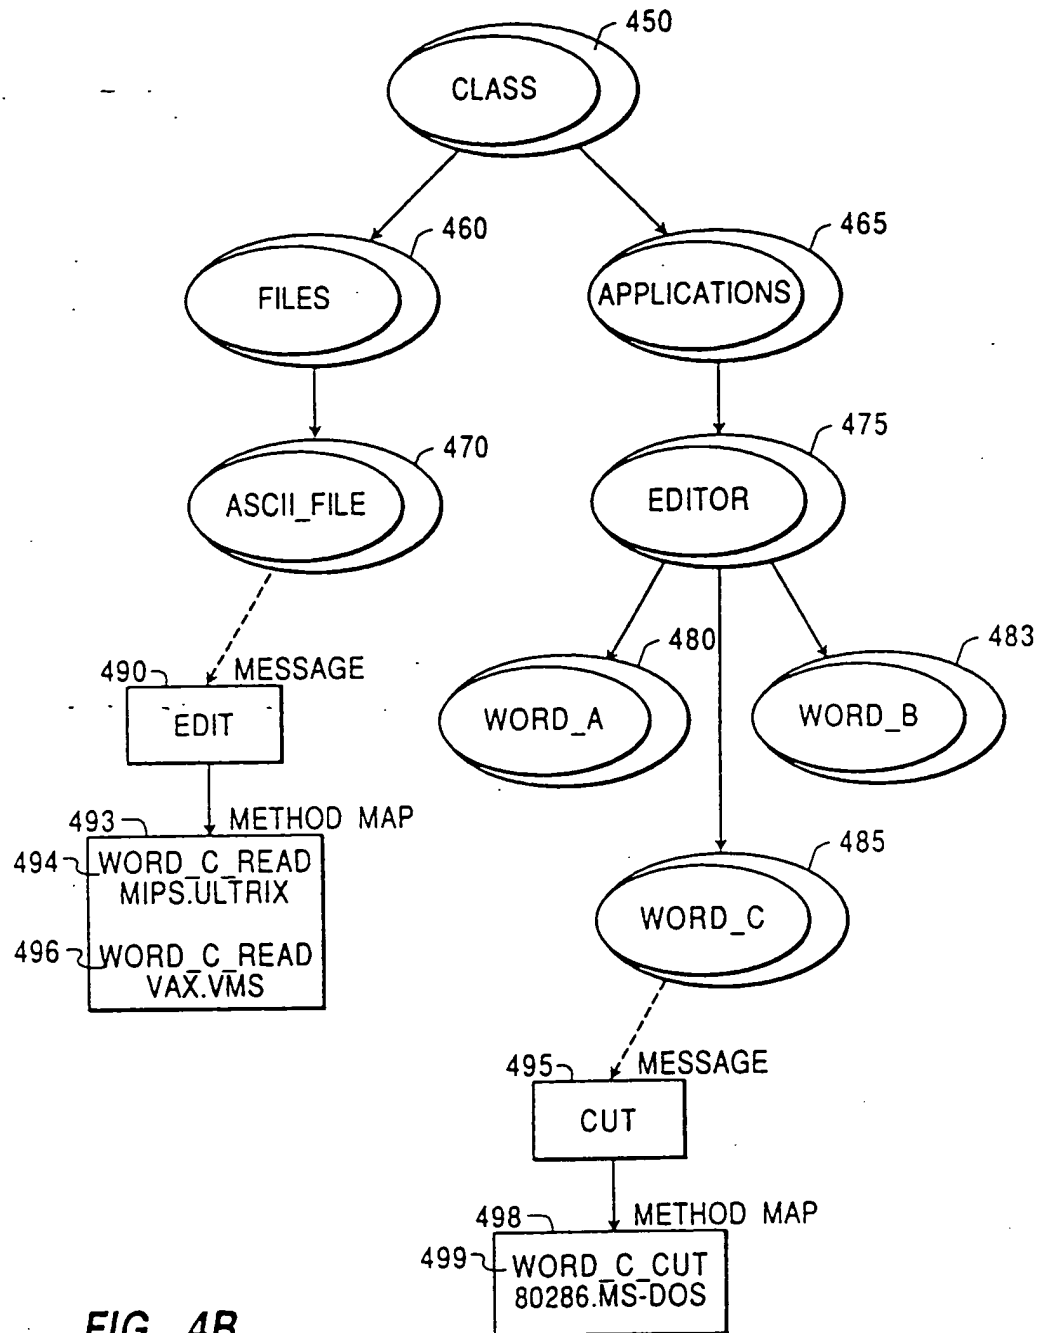 450
CLASS
460
465
FILES
APPLICATIONS
470
475
ASCII_FILE
EDITOR
480
483
490
MESSAGE
EDIT
WORD_A
WORD_B
493
METHOD MAP
494
WORD_C_READ
MIPS.ULTRIX
496
WORD_C_READ
VAX.VMS
485
WORD_C
495
MESSAGE
CUT
498
METHOD MAP
499
WORD_C_CUT
80286.MS-DOS
FIG. 4B